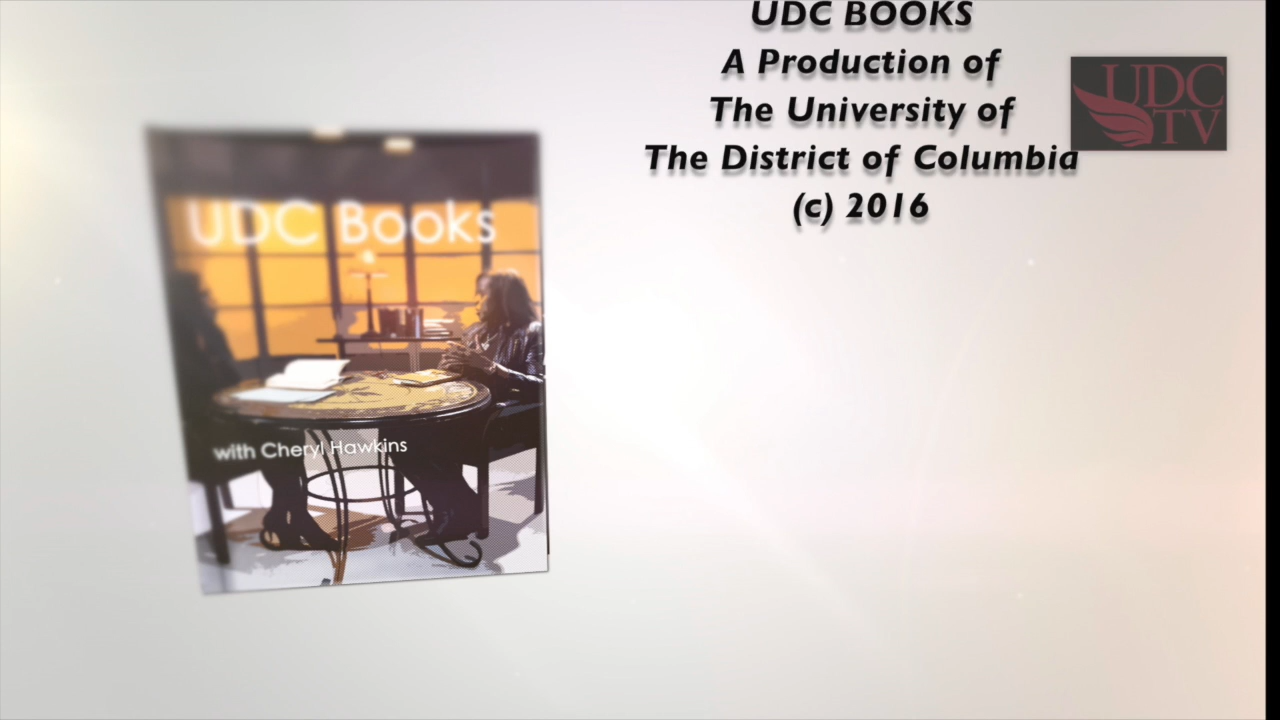 UDC BOOKS
A Production of
The University of
The District of Columbia
(c) 2016
UDC
TV
UDC Books
with Cheryl Hawkins